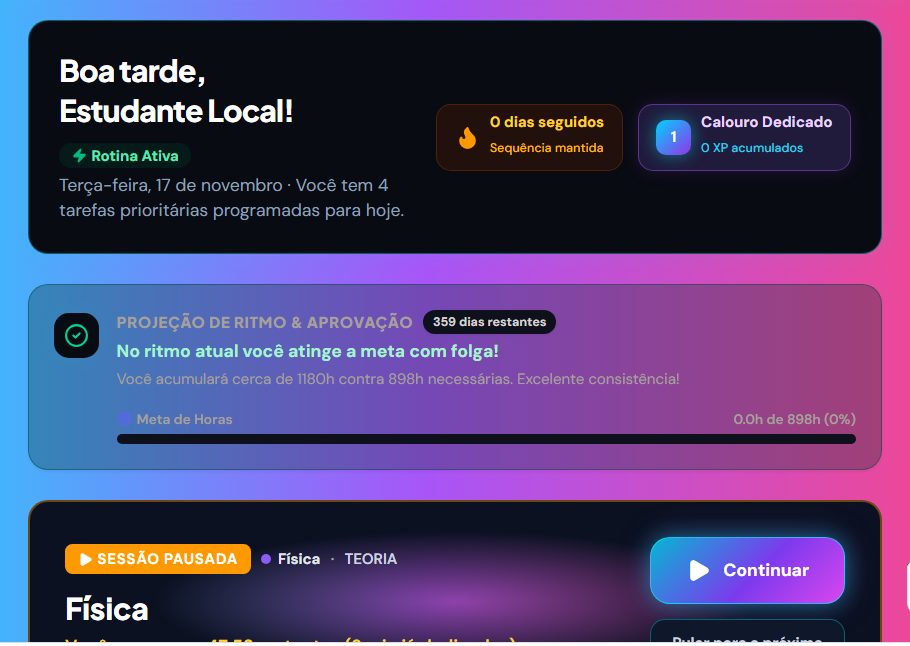 Boa tarde,
Estudante Local!
Rotina Ativa
Terça-feira, 17 de novembro · Você tem 4
tarefas prioritárias programadas para hoje.
0 dias seguidos
Sequência mantida
1
Calouro Dedicado
0 XP acumulados
PROJEÇÃO DE RITMO & APROVAÇÃO
359 dias restantes
No ritmo atual você atinge a meta com folga!
Você acumulará cerca de 1180h contra 898h necessárias. Excelente consistência!
Meta de Horas
0.0h de 898h (0%)
SESSÃO PAUSADA
Física · TEORIA
Continuar
Física
Pular para o próximo